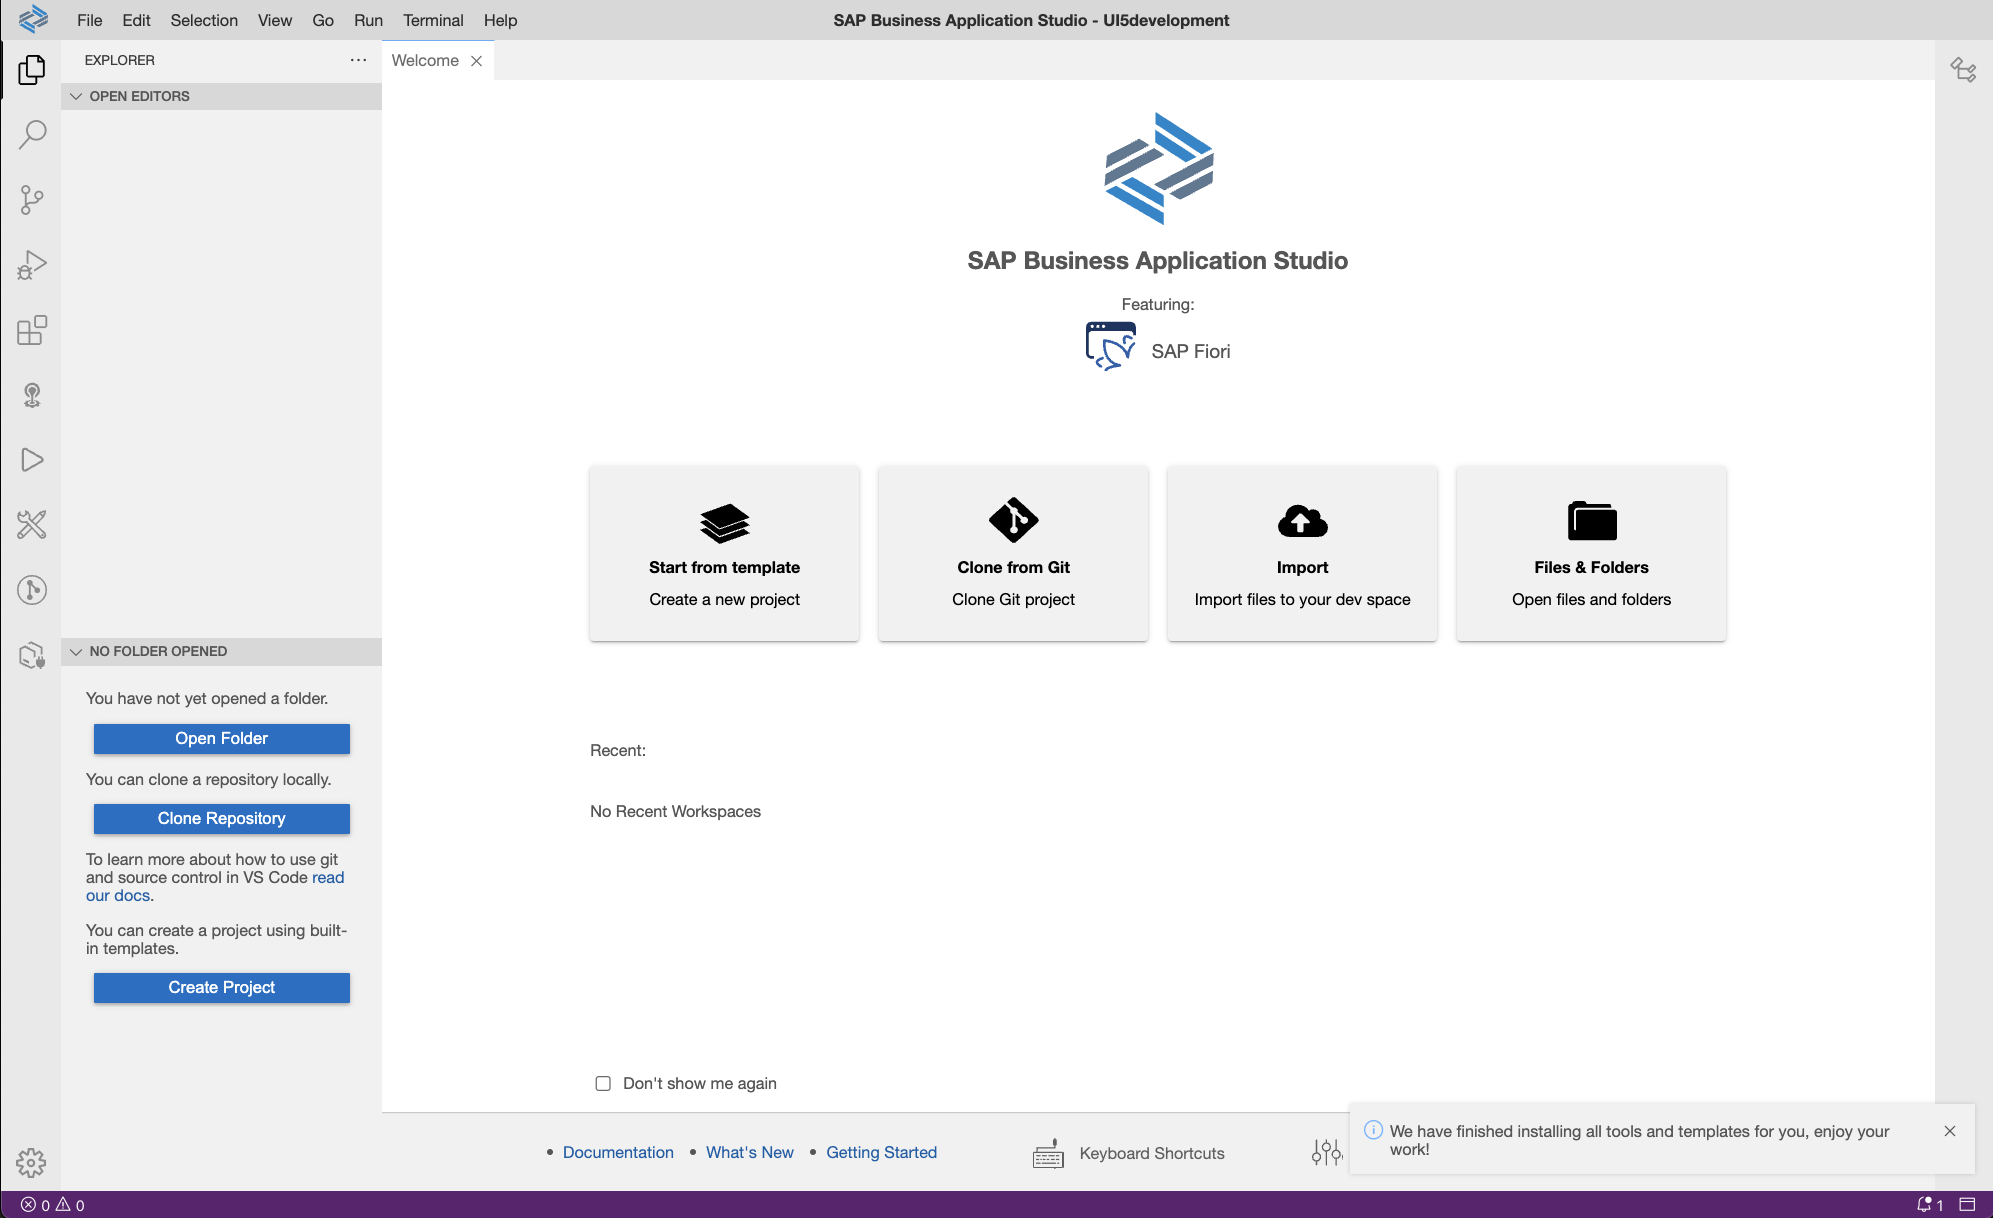 File Edit Selection View Go Run Terminal Help
SAP Business Application Studio - UI5development
EXPLORER
Welcome
OPEN EDITORS
SAP Business Application Studio
Featuring:
SAP Fiori
Start from template
Create a new project
Clone from Git
Clone Git project
Import
Import files to your dev space
Files & Folders
Open files and folders
NO FOLDER OPENED
You have not yet opened a folder.
Open Folder
You can clone a repository locally.
Clone Repository
To learn more about how to use git
and source control in VS Code read
our docs.
You can create a project using built-
in templates.
Create Project
Recent:
No Recent Workspaces
Don't show me again
• Documentation • What's New • Getting Started
Keyboard Shortcuts
We have finished installing all tools and templates for you, enjoy your
work!
0 0
1